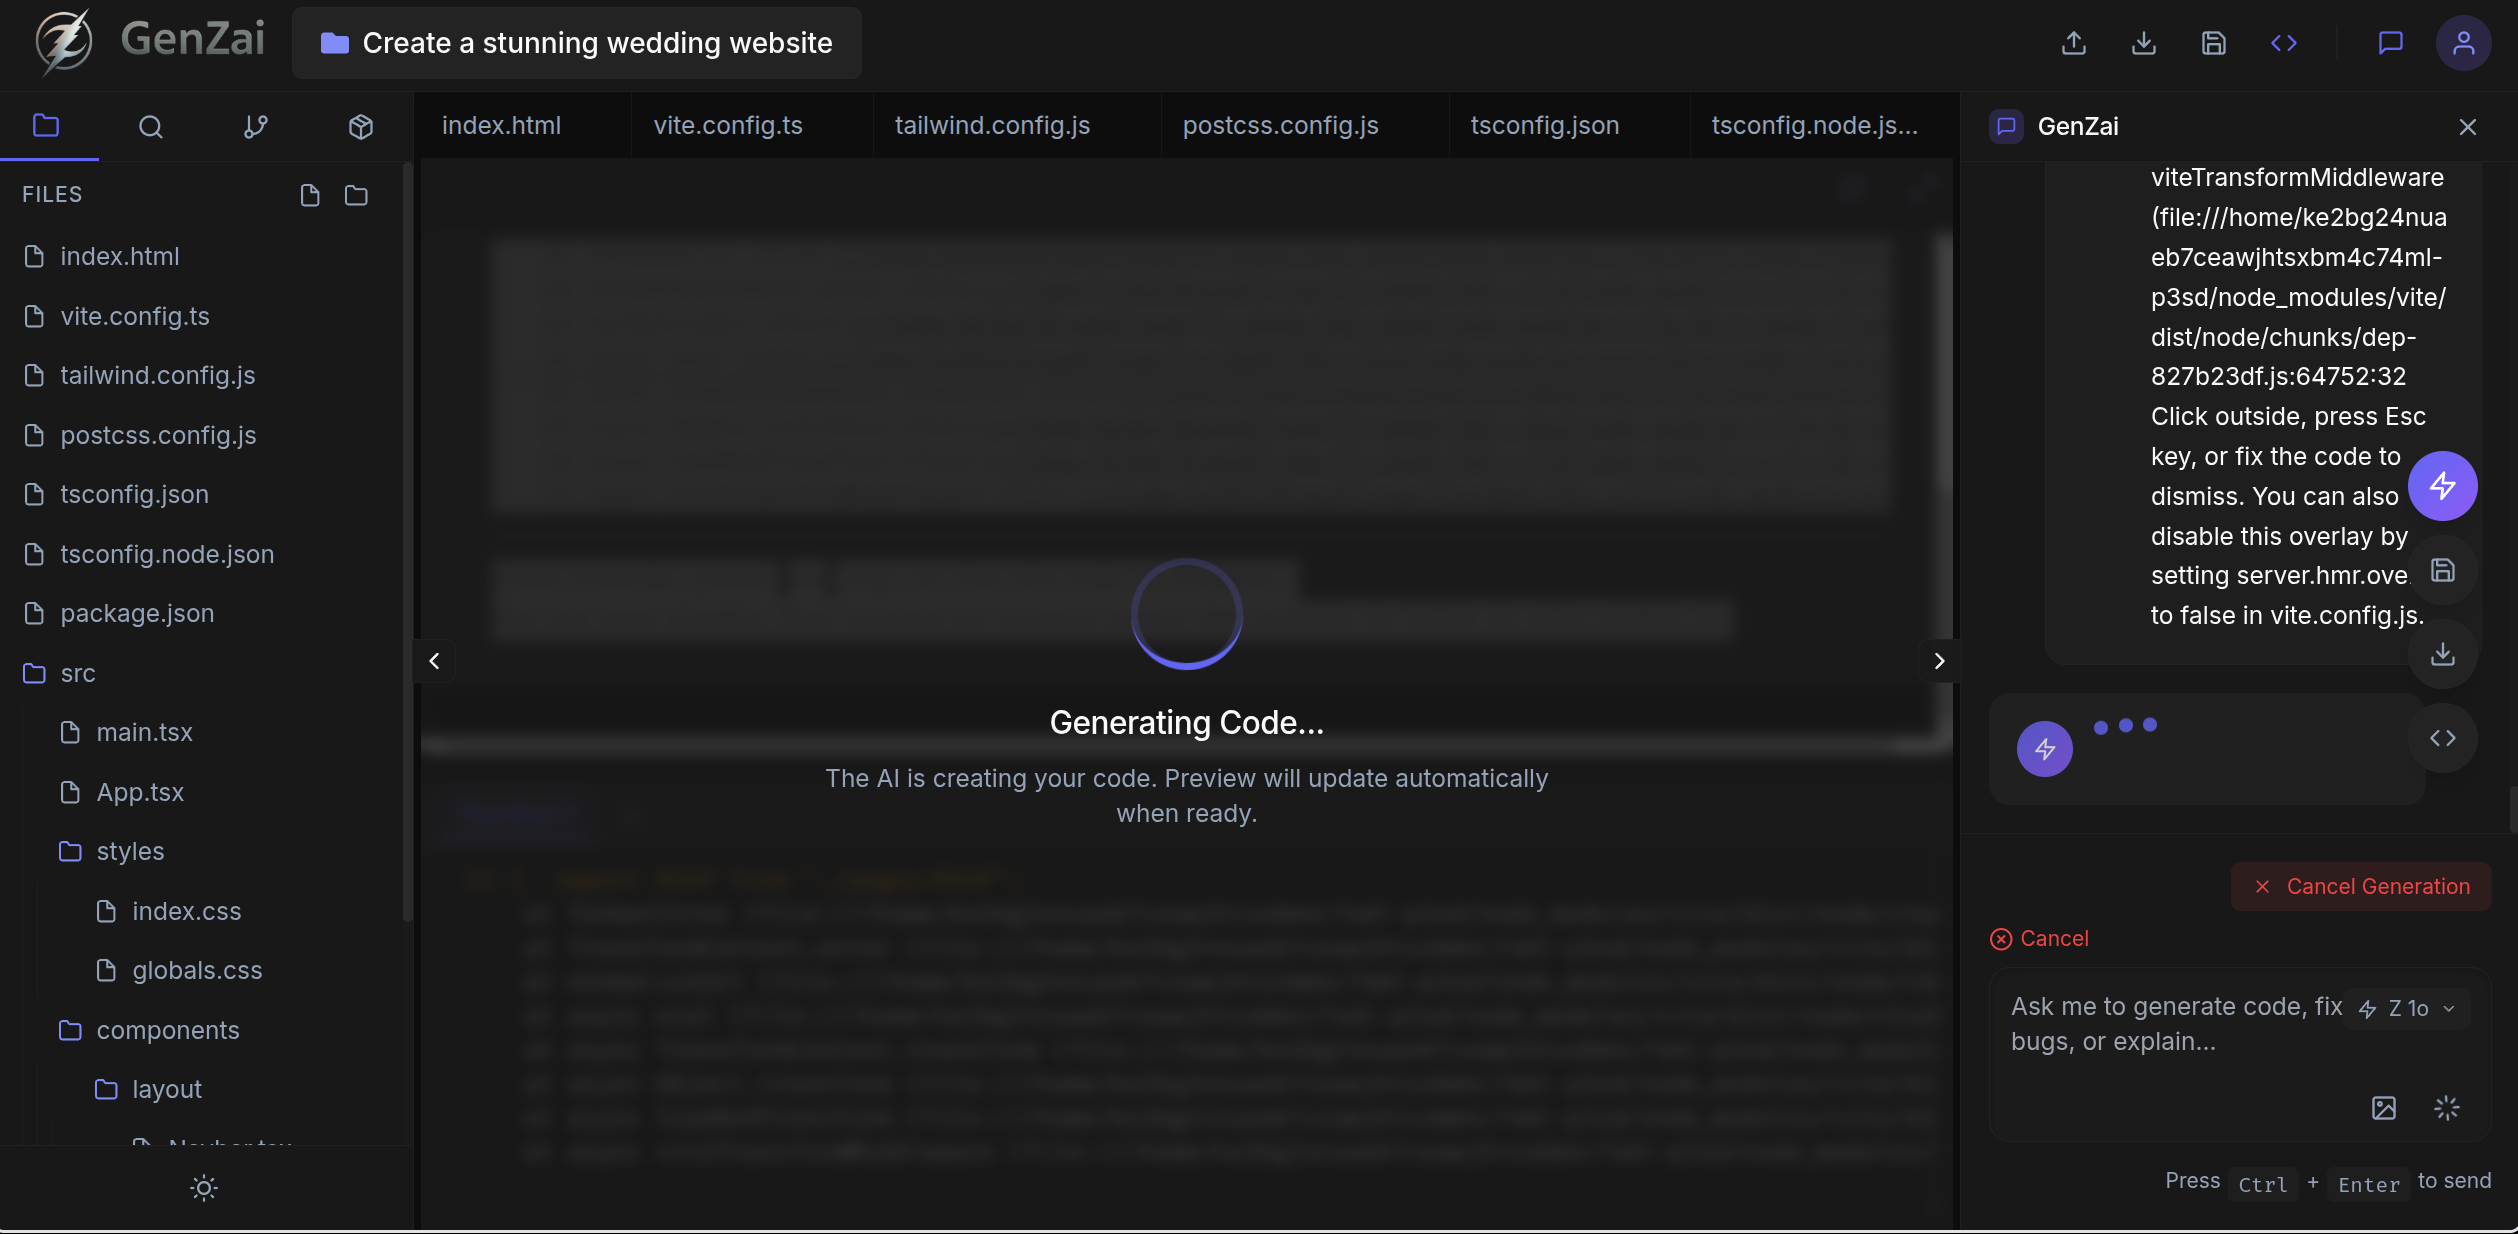 GenZai
Create a stunning wedding website
index.html
vite.config.ts
tailwind.config.js
postcss.config.js
tsconfig.json
tsconfig.node.js...
FILES
index.html
vite.config.ts
tailwind.config.js
postcss.config.js
tsconfig.json
tsconfig.node.json
package.json
src
main.tsx
App.tsx
styles
index.css
globals.css
components
layout
Generating Code...
The AI is creating your code. Preview will update automatically
when ready.
GenZai
viteTransformMiddleware
(file:///home/ke2bg24nua
eb7ceawjhtsxbm4c74ml-
p3sd/node_modules/vite/
dist/node/chunks/dep-
827b23df.js:64752:32
Click outside, press Esc
key, or fix the code to
dismiss. You can also
disable this overlay by
setting server.hmr.ove
to false in vite.config.js.
Cancel Generation
Cancel
Ask me to generate code, fix
bugs, or explain...
Z 1o
Press Ctrl + Enter to send